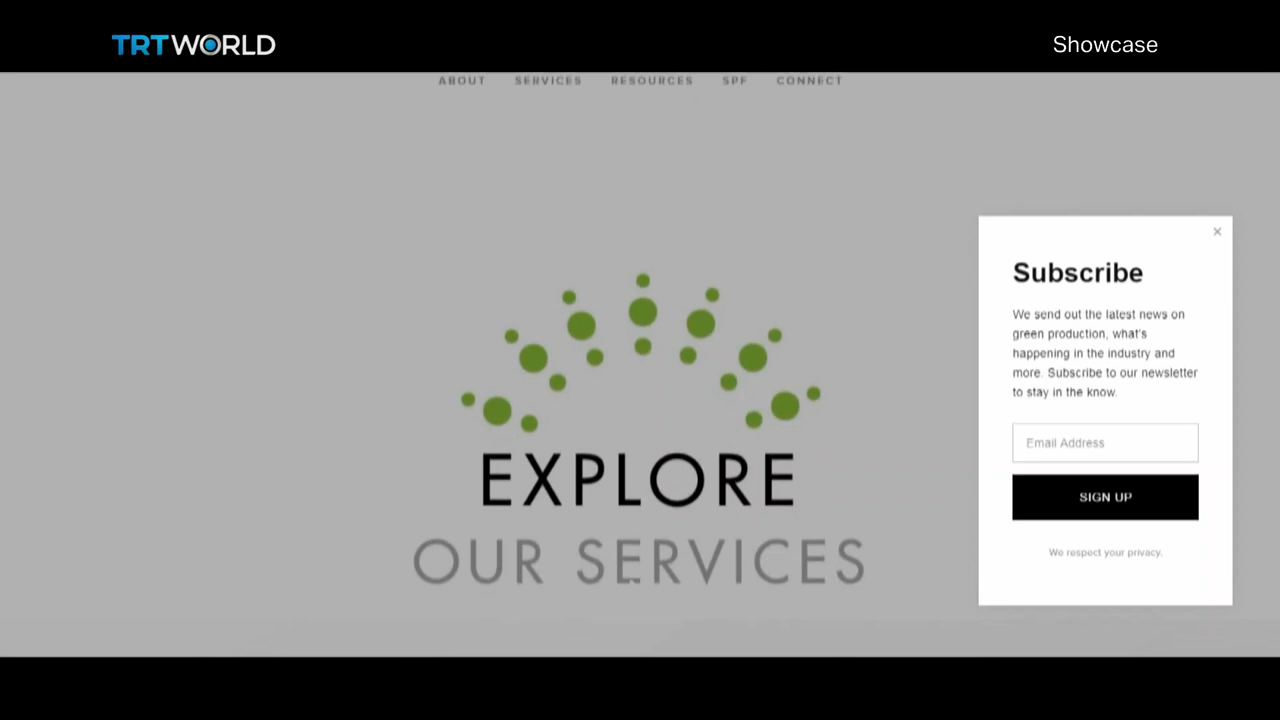 TRTWORLD
Showcase
ABOUT SERVICES RESOURCES SPF CONNECT
×
Subscribe
We send out the latest news on
green production, what's
happening in the industry and
more. Subscribe to our newsletter
to stay in the know.
Email Address
SIGN UP
We respect your privacy.
EXPLORE
OUR SERVICES